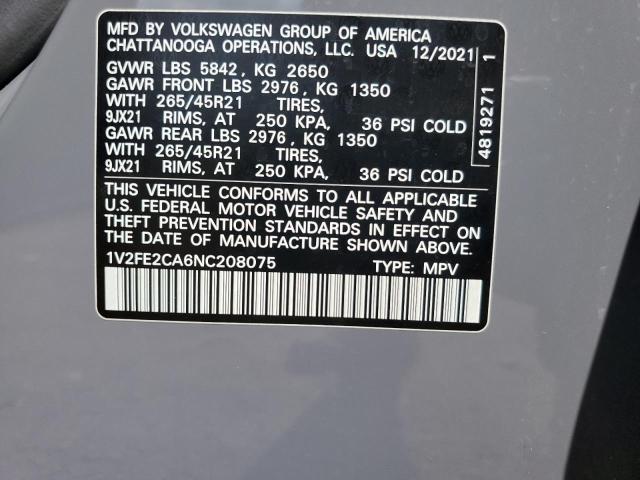 MFD BY VOLKSWAGEN GROUP OF AMERICA
CHATTANOOGA OPERATIONS, LLC. USA 12/2021
GVWR LBS 5842, KG 2650
GAWR FRONT LBS 2976, KG 1350
WITH 265/45R21 TIRES,
9JX21 RIMS, AT 250 KPA, 36 PSI COLD
GAWR REAR LBS 2976, KG 1350
WITH 265/45R21 TIRES,
9JX21 RIMS, AT 250 KPA, 36 PSI COLD
THIS VEHICLE CONFORMS TO ALL APPLICABLE
U.S. FEDERAL MOTOR VEHICLE SAFETY AND
THEFT PREVENTION STANDARDS IN EFFECT ON
THE DATE OF MANUFACTURE SHOWN ABOVE.
1V2FE2CA6NC208075 TYPE: MPV
4819271 1